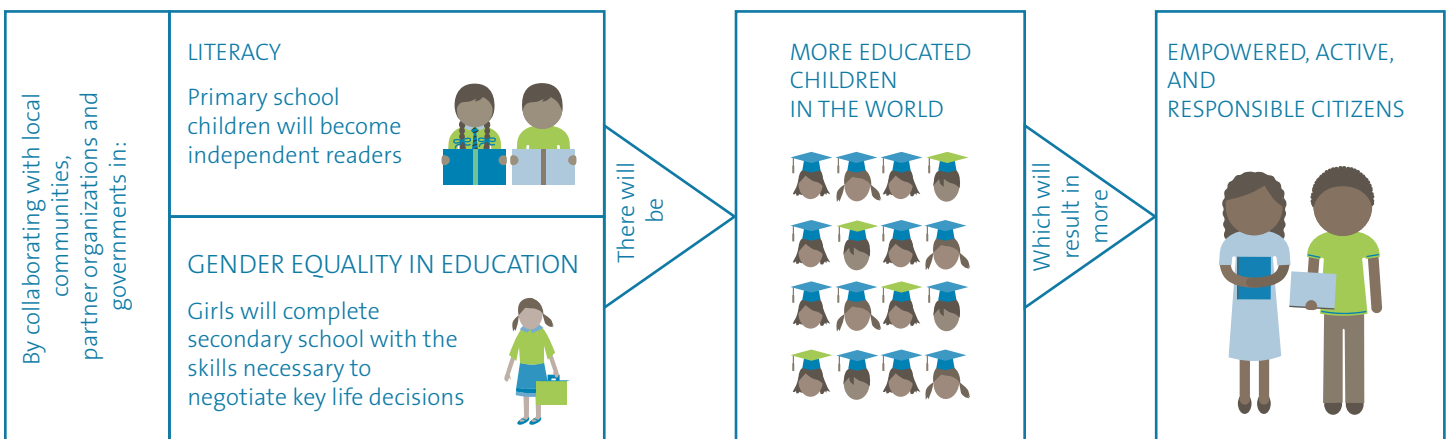 By collaborating with local
communities,
partner organizations and
governments in:
LITERACY
Primary school
children will become
independent readers
GENDER EQUALITY IN EDUCATION
Girls will complete
secondary school with the
skills necessary to
negotiate key life decisions
There will
be
MORE EDUCATED
CHILDREN
IN THE WORLD
Which will
result in
more
EMPOWERED, ACTIVE,
AND
RESPONSIBLE CITIZENS